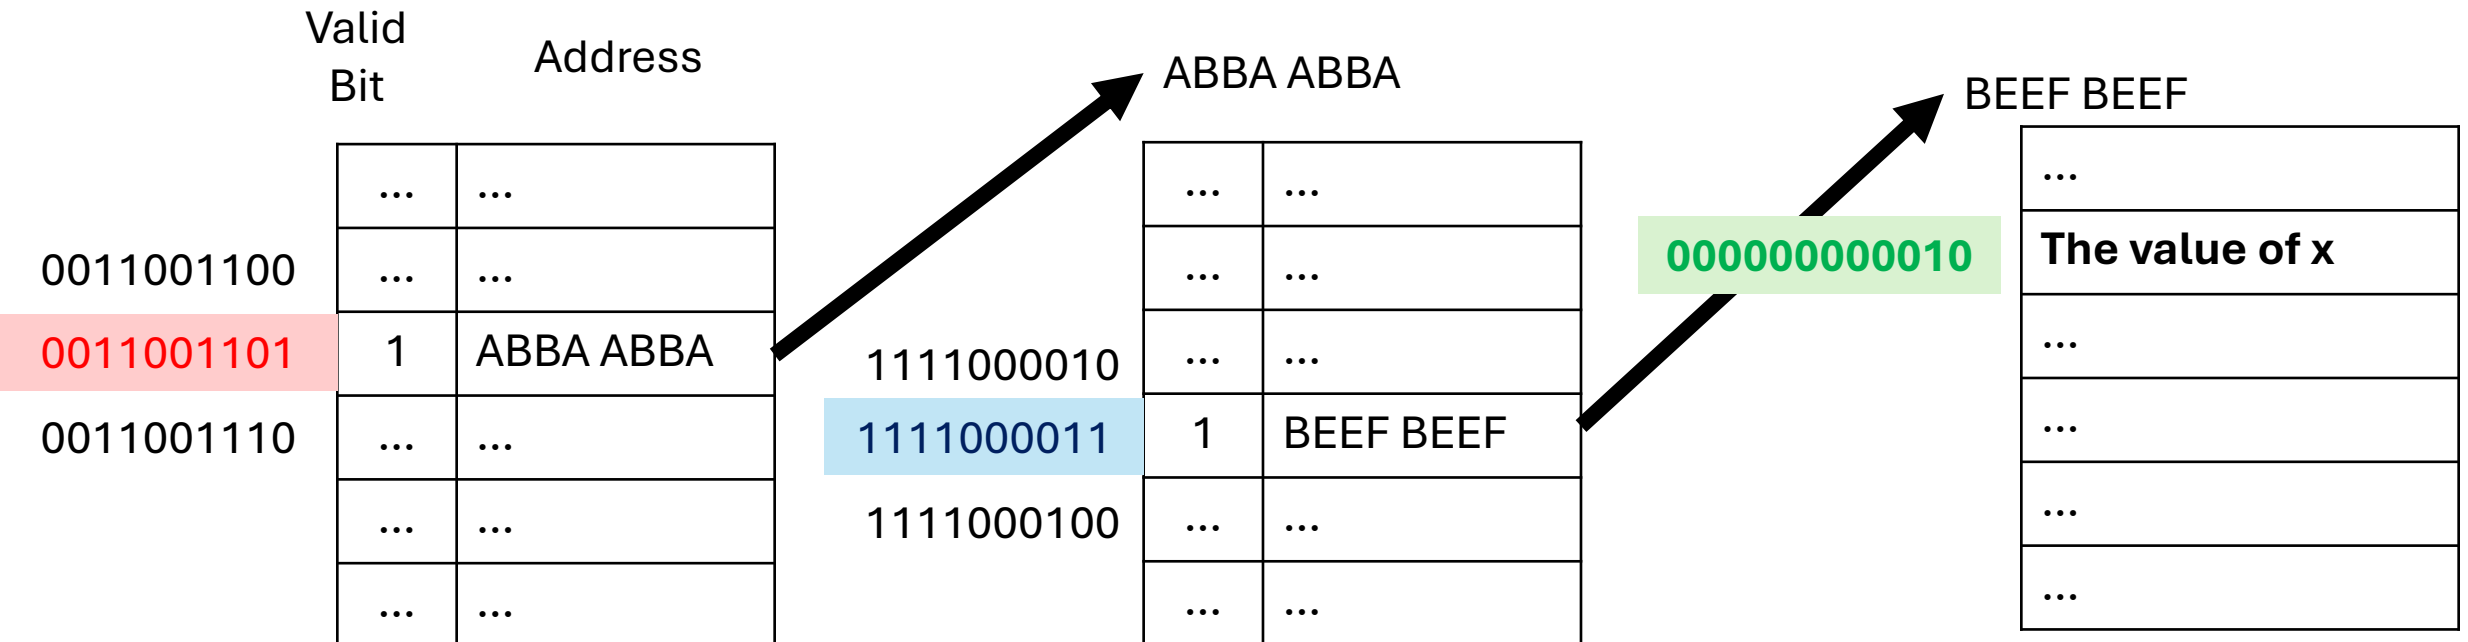 Valid
Bit
Address
ABBA ABBA
BEEF BEEF
... ...
0011001100 ... ...
0011001101 1 ABBA ABBA
0011001110 ... ...
... ...
... ...
... ...
... ...
1111000010 ... ...
1111000011 1 BEEF BEEF
1111000100 ... ...
... ...
...
000000000010 The value of x
...
...
...
...